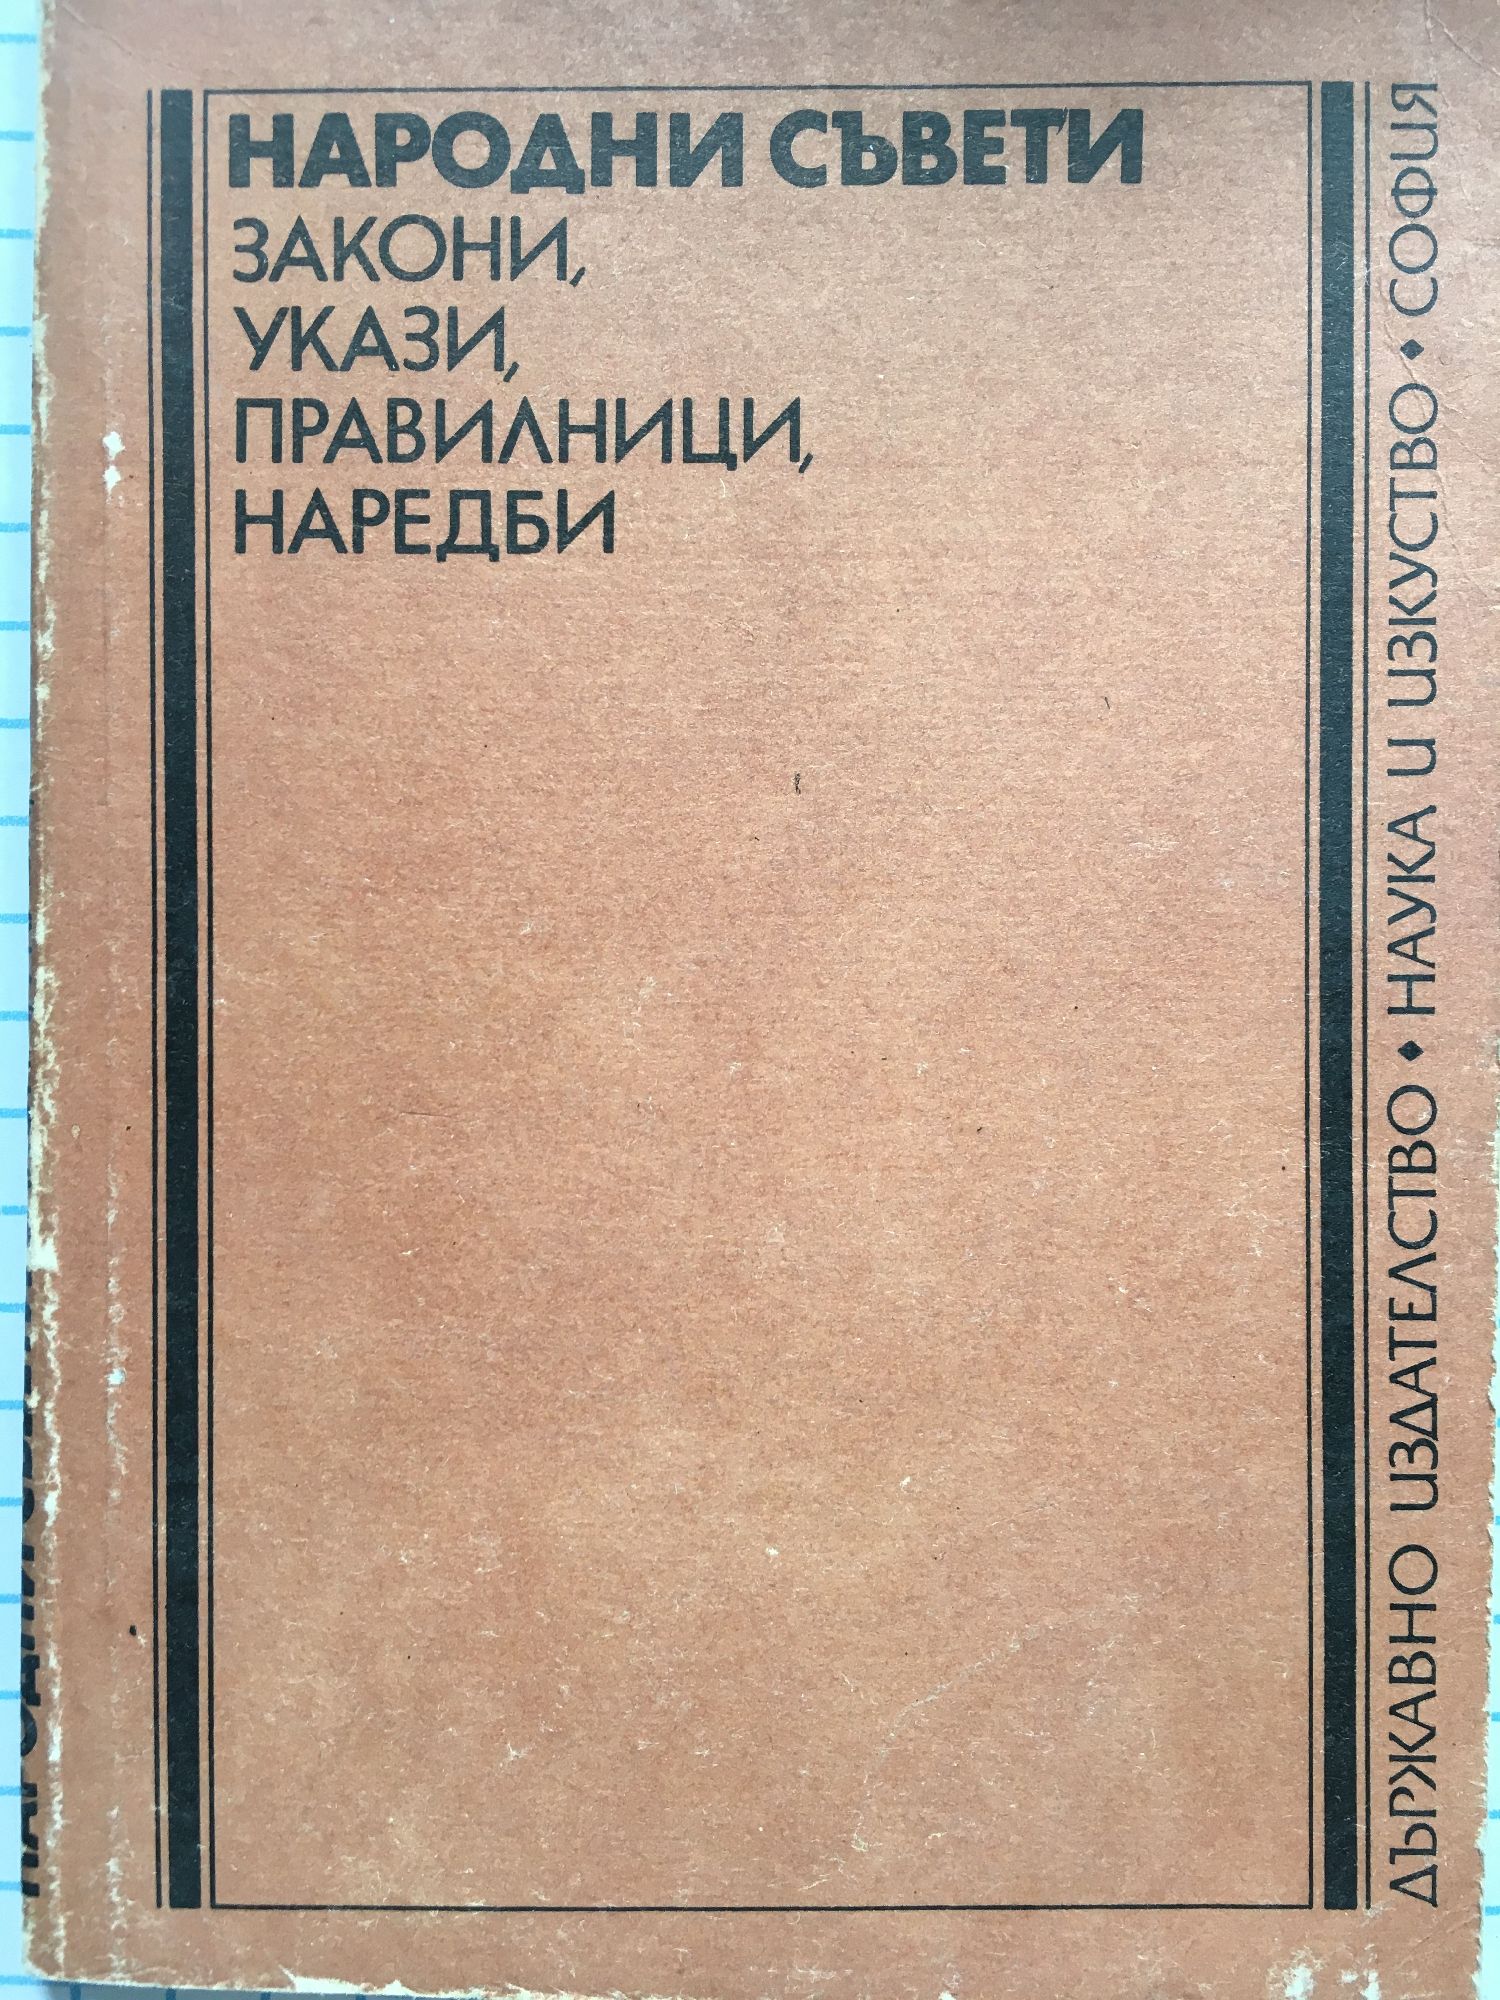 НАРОДНИ СЪВЕТИ
ЗАКОНИ,
УКАЗИ,
ПРАВИЛНИЦИ,
НАРЕДБИ
ДЪРЖАВНО ИЗДАТЕЛСТВО • НАУКА И ИЗКУСТВО • СОФИЯ